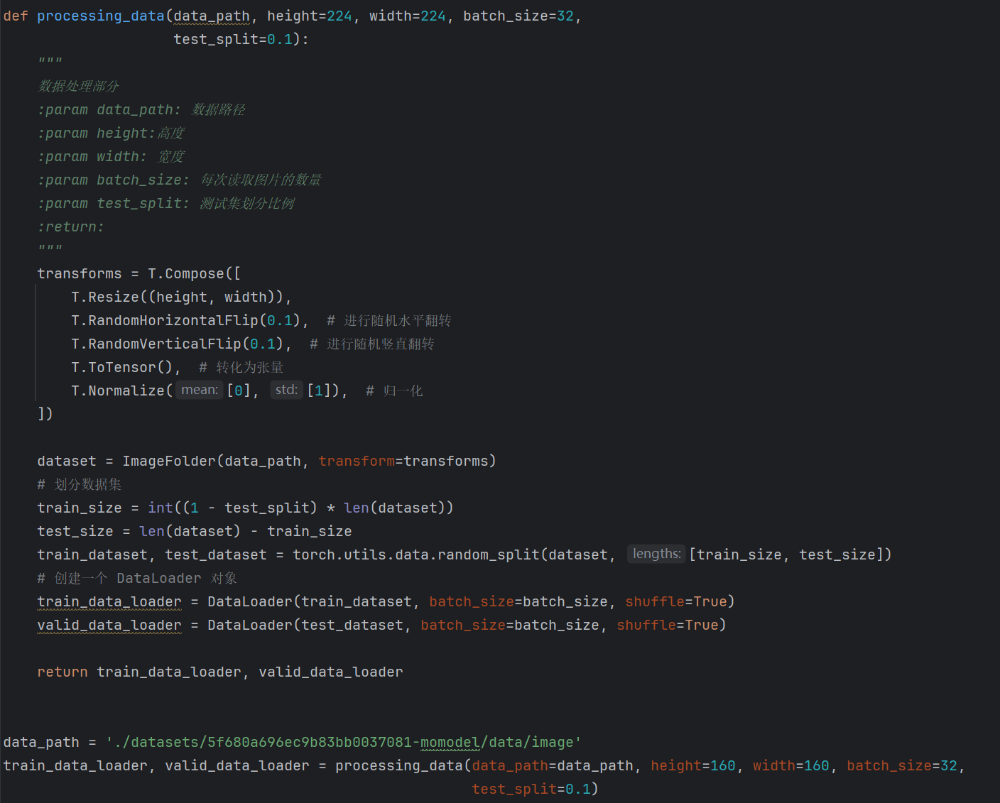 def processing_data(data_path, height=224, width=224, batch_size=32,
                    test_split=0.1):
    """
    数据处理部分
    :param data_path: 数据路径
    :param height:高度
    :param width: 宽度
    :param batch_size: 每次读取图片的数量
    :param test_split: 测试集划分比例
    :return:
    """
    transforms = T.Compose([
        T.Resize((height, width)),
        T.RandomHorizontalFlip(0.1),  # 进行随机水平翻转
        T.RandomVerticalFlip(0.1),  # 进行随机竖直翻转
        T.ToTensor(),  # 转化为张量
        T.Normalize( mean: [0], std: [1]),  # 归一化
    ])

    dataset = ImageFolder(data_path, transform=transforms)
    # 划分数据集
    train_size = int((1 - test_split) * len(dataset))
    test_size = len(dataset) - train_size
    train_dataset, test_dataset = torch.utils.data.random_split(dataset, lengths: [train_size, test_size])
    # 创建一个 DataLoader 对象
    train_data_loader = DataLoader(train_dataset, batch_size=batch_size, shuffle=True)
    valid_data_loader = DataLoader(test_dataset, batch_size=batch_size, shuffle=True)

    return train_data_loader, valid_data_loader


data_path = './datasets/5f680a696ec9b83bb0037081-momodel/data/image'
train_data_loader, valid_data_loader = processing_data(data_path=data_path, height=160, width=160, batch_size=32,
                                                       test_split=0.1)